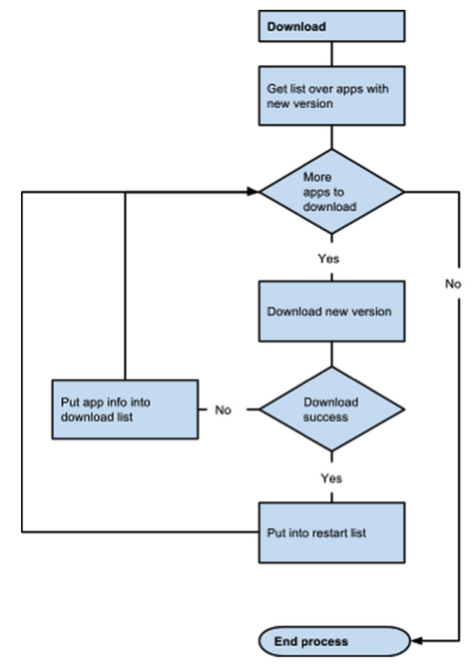 Download
Get list over apps with
new version
More
apps to
download
Yes
No
Download new version
Put app info into
download list
No
Download
success
Yes
Put into restart list
End process